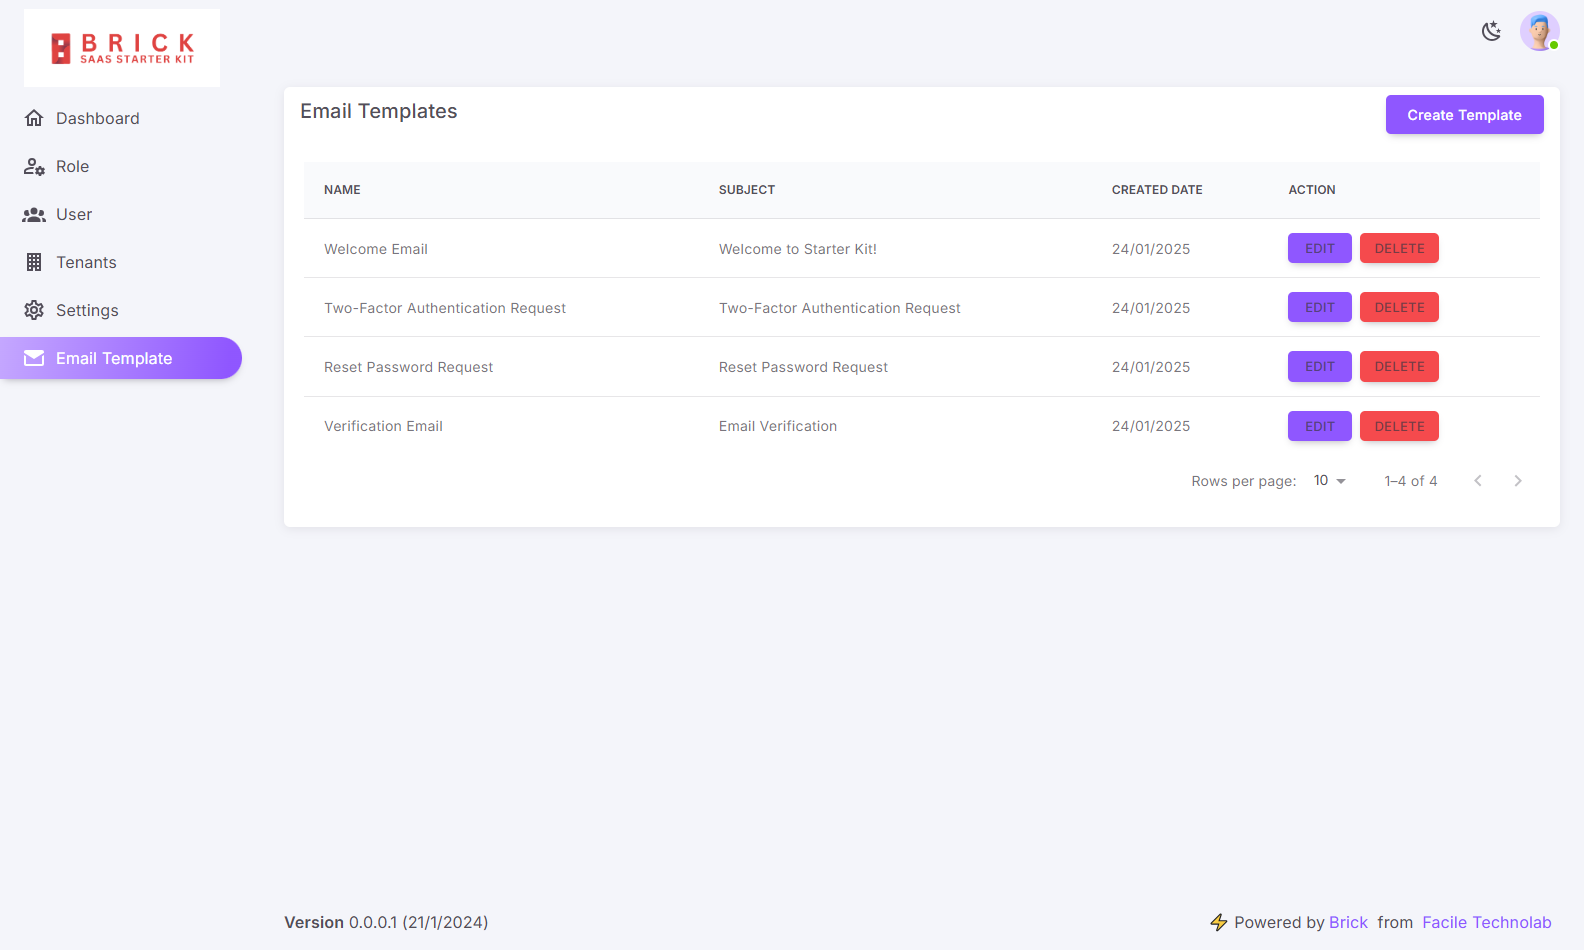 BRICK
SAAS STARTER KIT
Dashboard
Role
User
Tenants
Settings
Email Template
Email Templates
Create Template
NAME SUBJECT CREATED DATE ACTION
Welcome Email Welcome to Starter Kit! 24/01/2025 EDIT DELETE
Two-Factor Authentication Request Two-Factor Authentication Request 24/01/2025 EDIT DELETE
Reset Password Request Reset Password Request 24/01/2025 EDIT DELETE
Verification Email Email Verification 24/01/2025 EDIT DELETE
Rows per page: 10 1–4 of 4
Version 0.0.0.1 (21/1/2024)
Powered by Brick from Facile Technolab